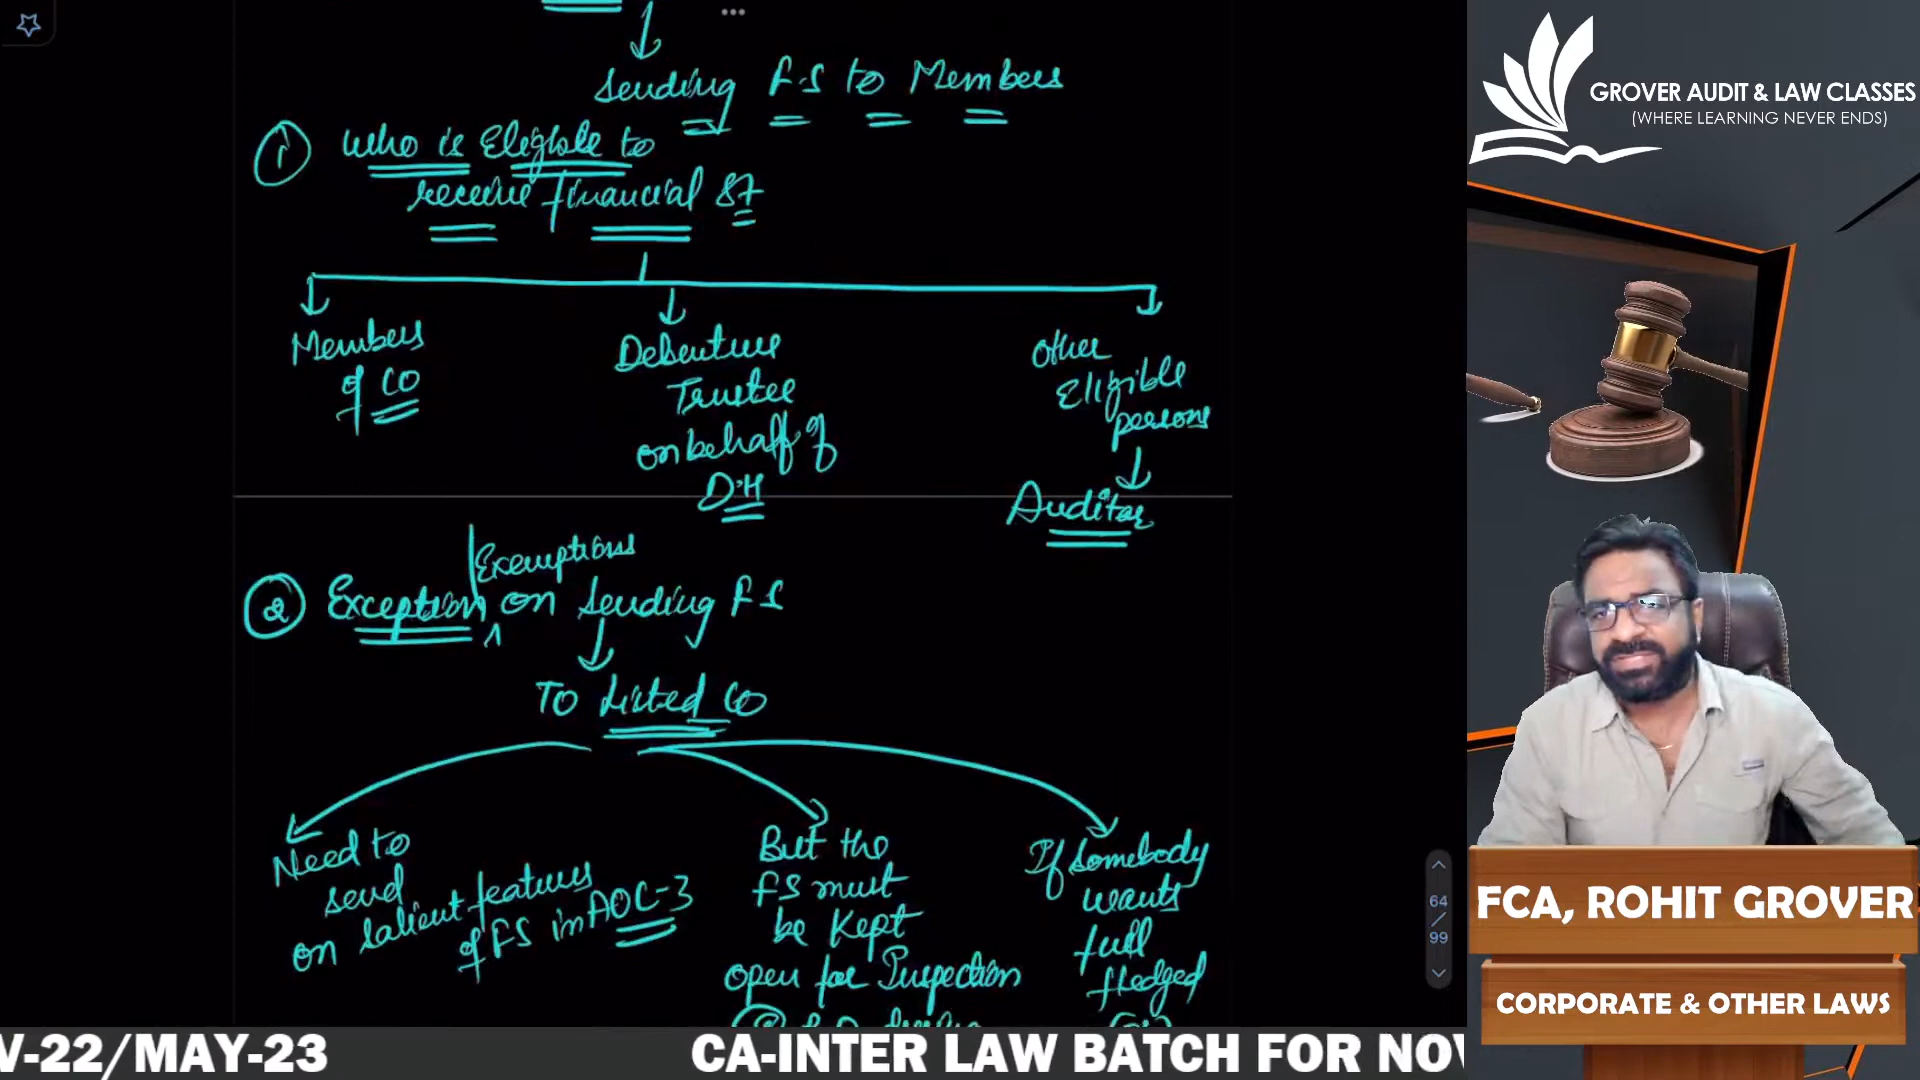 Sending F.S to Members
① Who is Eligible to
receive financial St
Members
of CO
Debenture
Trustee
on behalf of
D.H
Other
Eligible
persons
Auditor
Exemptions
② Exception on sending F S
To Listed Co
Need to
send
on salient features
of FS in AOC-3
But the
FS must
be Kept
open for Inspection
If somebody
wants
full
fledged
64
99
GROVER AUDIT & LAW CLASSES
(WHERE LEARNING NEVER ENDS)
FCA, ROHIT GROVER
CORPORATE & OTHER LAWS
V-22/MAY-23
CA-INTER LAW BATCH FOR NOV